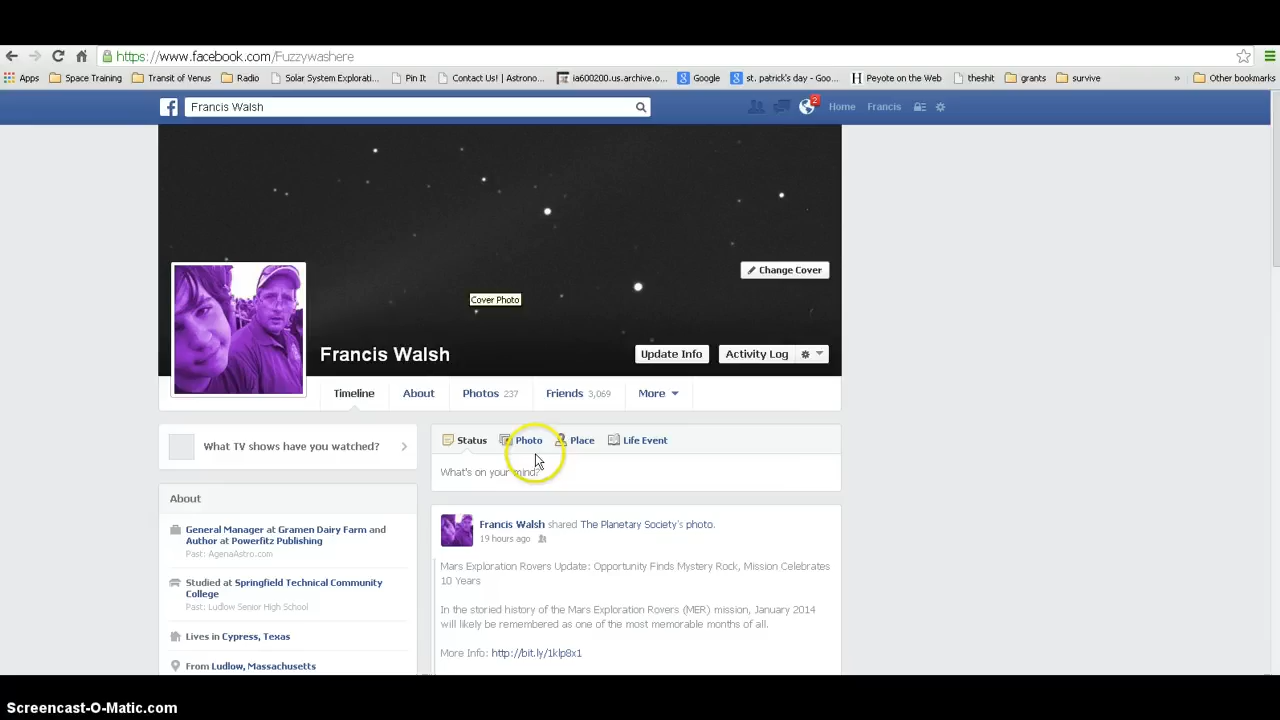 https://www.facebook.com/Fuzzywashere
Apps Space Training Transit of Venus Radio Solar System Explorati... Pin It Contact Us! | Astrono... ia600200.us.archive.o... Google st. patrick's day - Goo... Peyote on the Web theshit grants survive » Other bookmarks
Francis Walsh 2 Home Francis
Change Cover
Cover Photo
Francis Walsh Update Info Activity Log
Timeline About Photos 237 Friends 3,069 More
What TV shows have you watched?
Status Photo Place Life Event
What's on your mind?
About
General Manager at Gramen Dairy Farm and
Author at Powerfitz Publishing
Past: AgenaAstro.com
Studied at Springfield Technical Community
College
Past: Ludlow Senior High School
Lives in Cypress, Texas
From Ludlow, Massachusetts
Francis Walsh shared The Planetary Society's photo.
19 hours ago
Mars Exploration Rovers Update: Opportunity Finds Mystery Rock, Mission Celebrates
10 Years
In the storied history of the Mars Exploration Rovers (MER) mission, January 2014
will likely be remembered as one of the most memorable months of all.
More Info: http://bit.ly/1klp8x1
Screencast-O-Matic.com